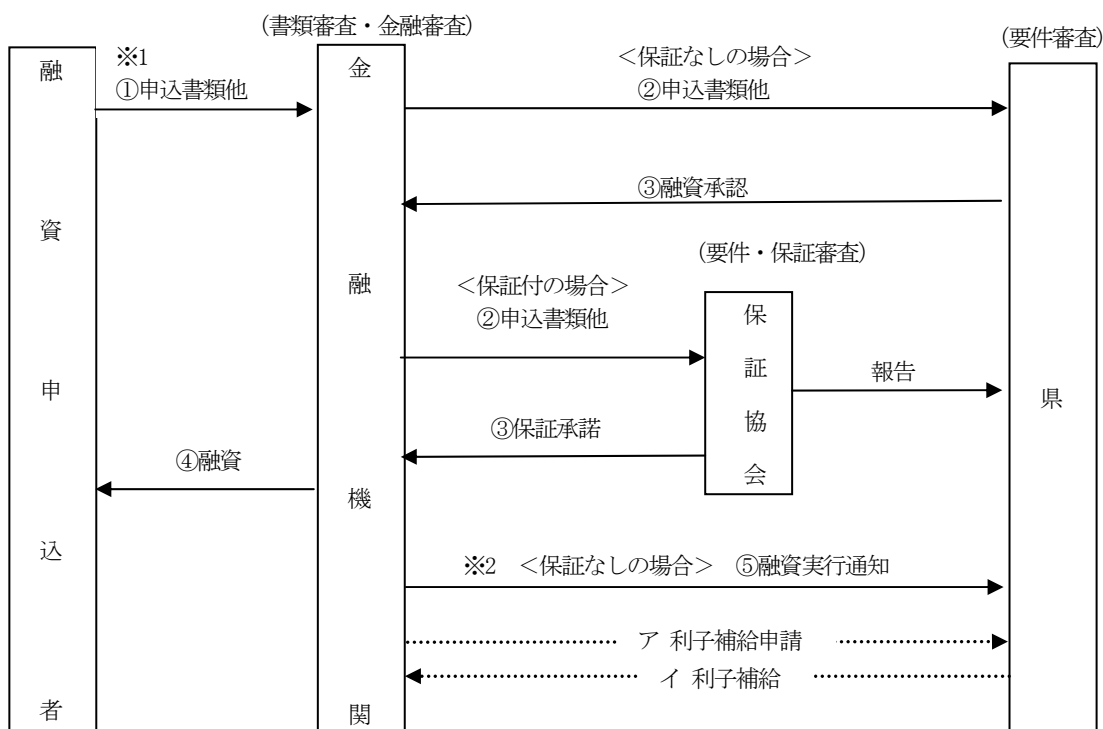 (書類審査・金融審査)
(要件審査)
※1
<保証なしの場合>
①申込書類他
②申込書類他
③融資承認
(要件・保証審査)
<保証付の場合>
②申込書類他
報告
③保証承諾
④融資
※2 <保証なしの場合> ⑤融資実行通知
ア 利子補給申請
イ 利子補給
融資申込者
金融機関
保証協会
県